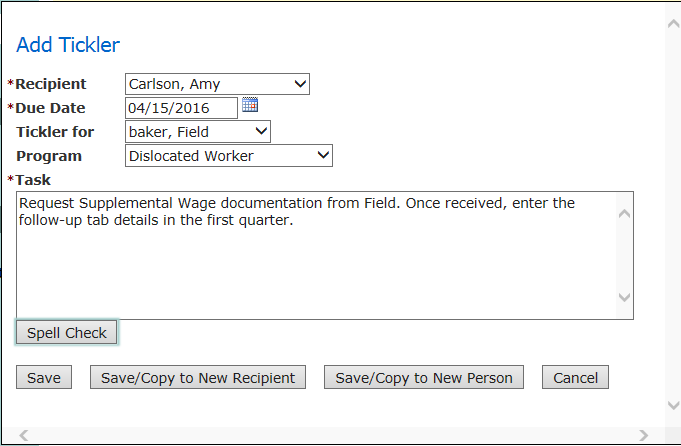 Add Tickler
*Recipient Carlson, Amy
*Due Date 04/15/2016
Tickler for baker, Field
Program Dislocated Worker
*Task
Request Supplemental Wage documentation from Field. Once received, enter the
follow-up tab details in the first quarter.
Spell Check
Save Save/Copy to New Recipient Save/Copy to New Person Cancel